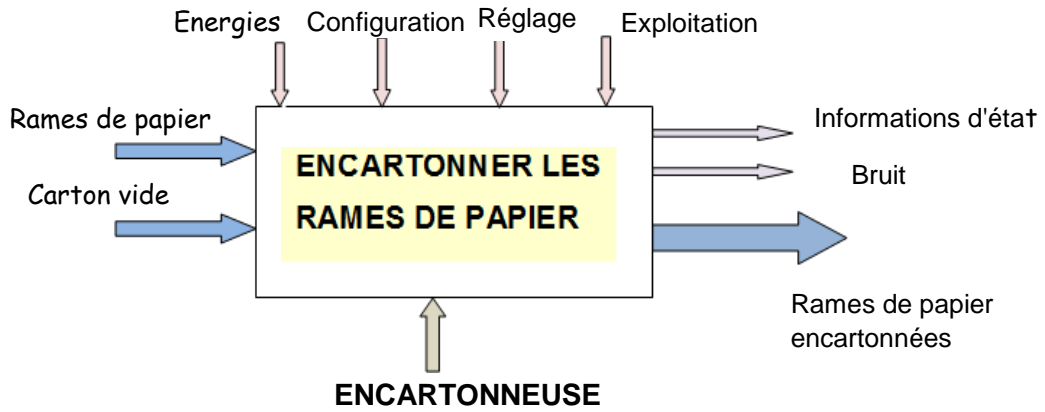 Energies
Configuration
Réglage
Exploitation
Rames de papier
Carton vide
ENCARTONNER LES
RAMES DE PAPIER
Informations d'état
Bruit
Rames de papier
encartonnées
ENCARTONNEUSE